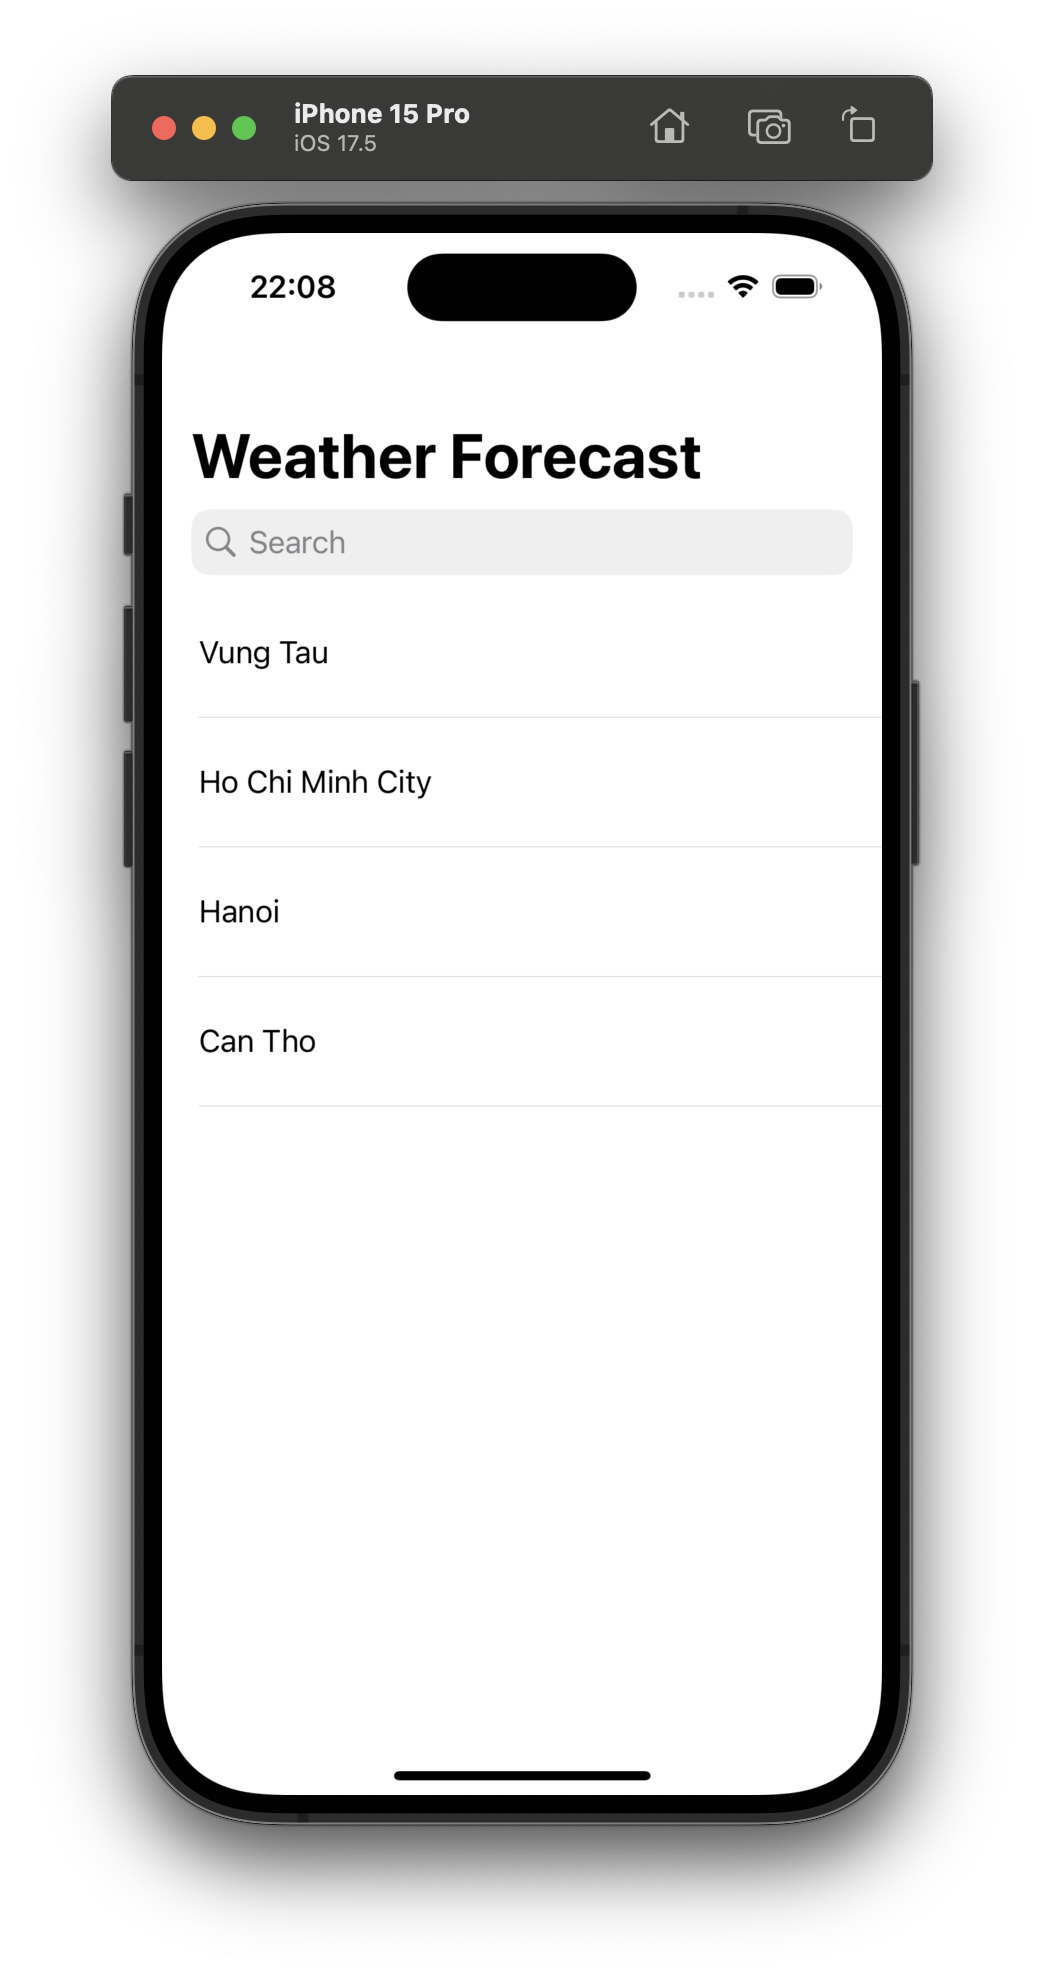 iPhone 15 Pro
iOS 17.5
22:08
Weather Forecast
Search
Vung Tau
Ho Chi Minh City
Hanoi
Can Tho